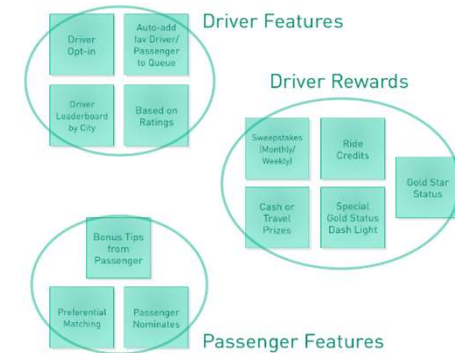 Driver Features
Driver
Opt-in
Auto-add
fav Driver/
Passenger
to Queue
Driver
Leaderboard
by City
Based on
Ratings
Driver Rewards
Sweepstakes
(Monthly/
Weekly)
Ride
Credits
Gold Star
Status
Cash or
Travel
Prizes
Special
Gold Status
Dash Light
Bonus Tips
from
Passenger
Preferential
Matching
Passenger
Nominates
Passenger Features